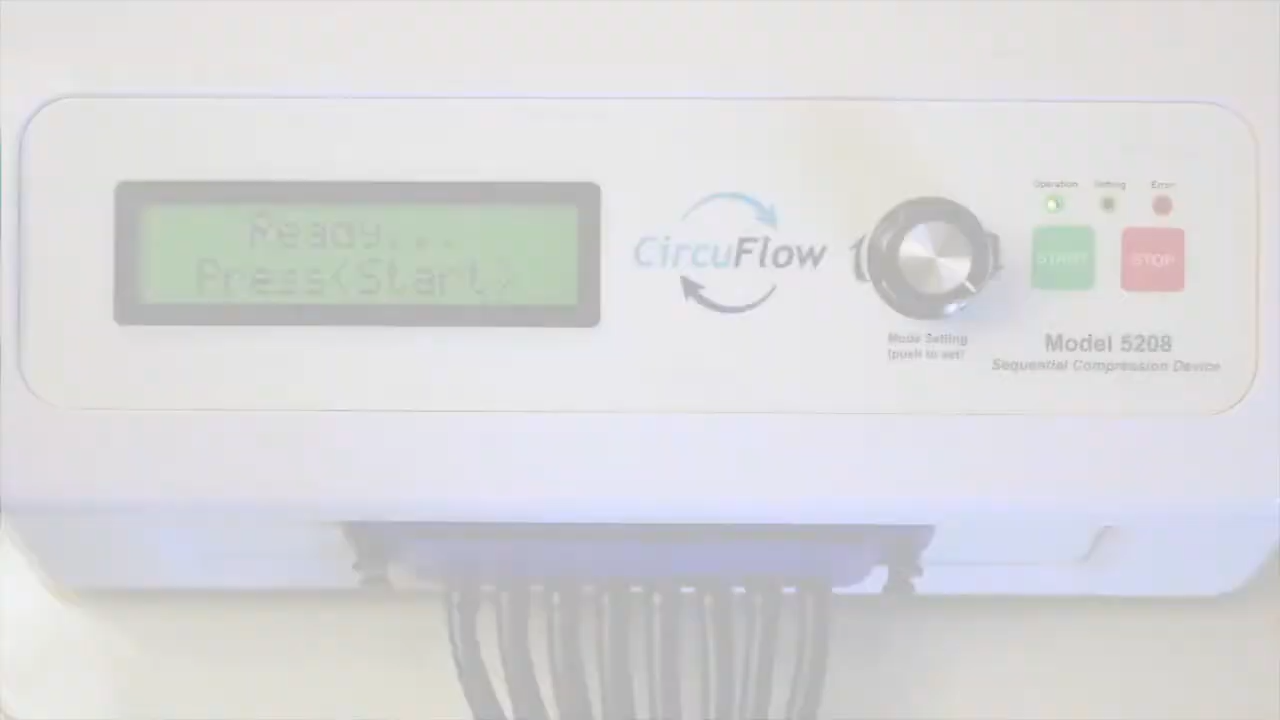 Ready...
Press<Start>
CircuFlow
Mode Setting
(push to set)
Operation
Setting
Error
START
STOP
Model 5208
Sequential Compression Device